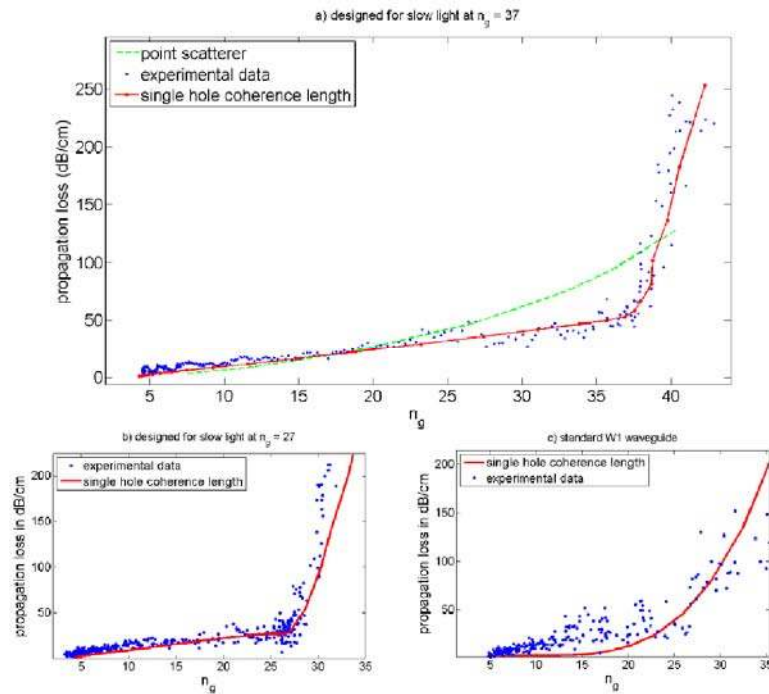 a) designed for slow light at n_g = 37
point scatterer
experimental data
single hole coherence length
propagation loss (dB/cm)
250
200
150
100
50
0
5 10 15 20 25 30 35 40
n_g
b) designed for slow light at n_g = 27
experimental data
single hole coherence length
propagation loss in dB/cm
200
150
100
50
5 10 15 20 25 30 35
n_g
c) standard W1 waveguide
single hole coherence length
experimental data
propagation loss in dB/cm
200
150
100
50
0 5 10 15 20 25 30 35
n_g